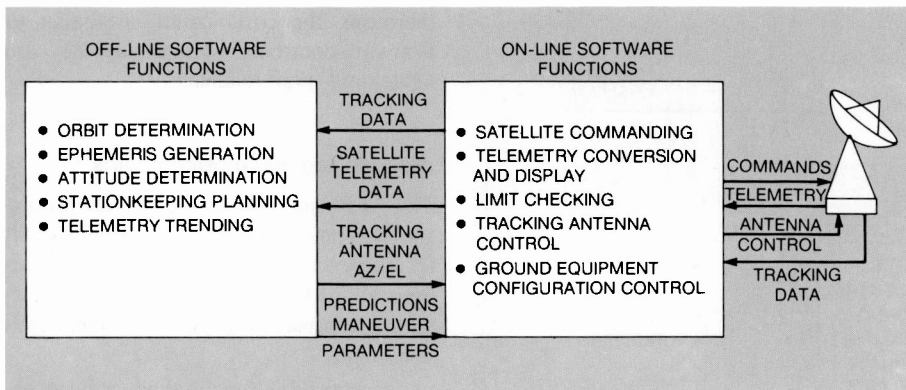 OFF-LINE SOFTWARE
FUNCTIONS
● ORBIT DETERMINATION
● EPHEMERIS GENERATION
● ATTITUDE DETERMINATION
● STATIONKEEPING PLANNING
● TELEMETRY TRENDING
TRACKING
DATA
SATELLITE
TELEMETRY
DATA
TRACKING
ANTENNA
AZ/EL
PREDICTIONS
MANEUVER
PARAMETERS
ON-LINE SOFTWARE
FUNCTIONS
● SATELLITE COMMANDING
● TELEMETRY CONVERSION
AND DISPLAY
● LIMIT CHECKING
● TRACKING ANTENNA
CONTROL
● GROUND EQUIPMENT
CONFIGURATION CONTROL
COMMANDS
TELEMETRY
ANTENNA
CONTROL
TRACKING
DATA